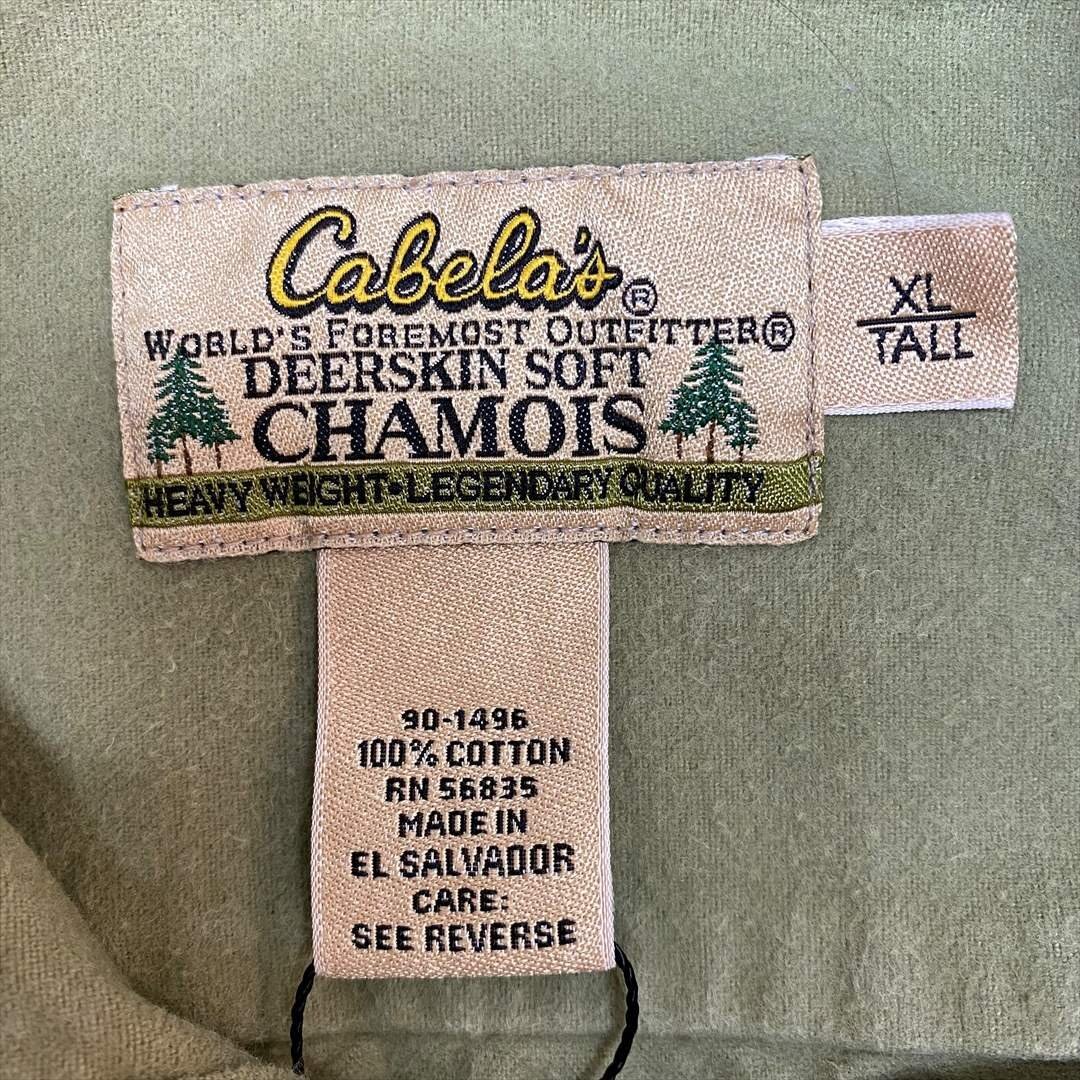 Cabela's®
WORLD'S FOREMOST OUTFITTER®
DEERSKIN SOFT
CHAMOIS
HEAVY WEIGHT•LEGENDARY QUALITY
XL
TALL
90-1496
100% COTTON
RN 56835
MADE IN
EL SALVADOR
CARE:
SEE REVERSE